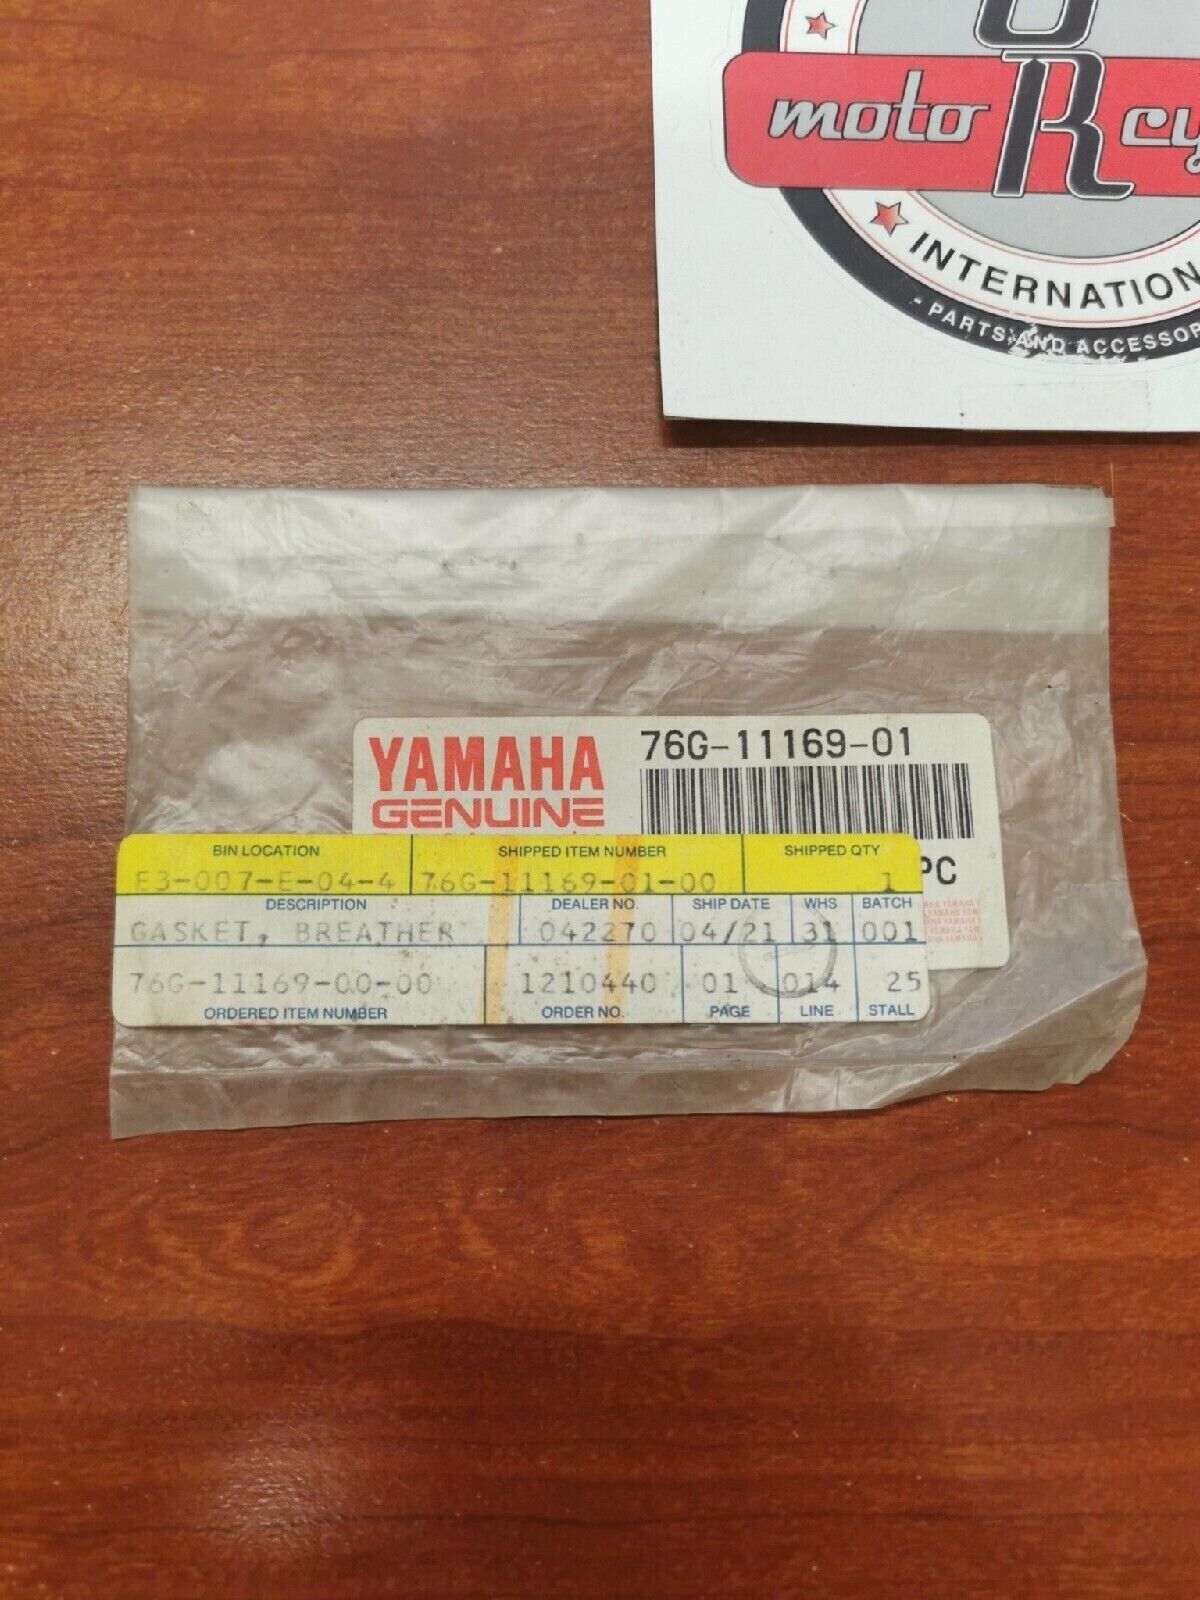 moto R cy
INTERNATION
- PARTS AND ACCESSOR
YAMAHA
GENUINE
76G-11169-01
PC
BIN LOCATION SHIPPED ITEM NUMBER SHIPPED QTY
E3-007-E-04-4 76G-11169-01-00 1
DESCRIPTION DEALER NO. SHIP DATE WHS BATCH
GASKET, BREATHER 042270 04/21 31 001
76G-11169-00-00 1210440 01 014 25
ORDERED ITEM NUMBER ORDER NO. PAGE LINE STALL